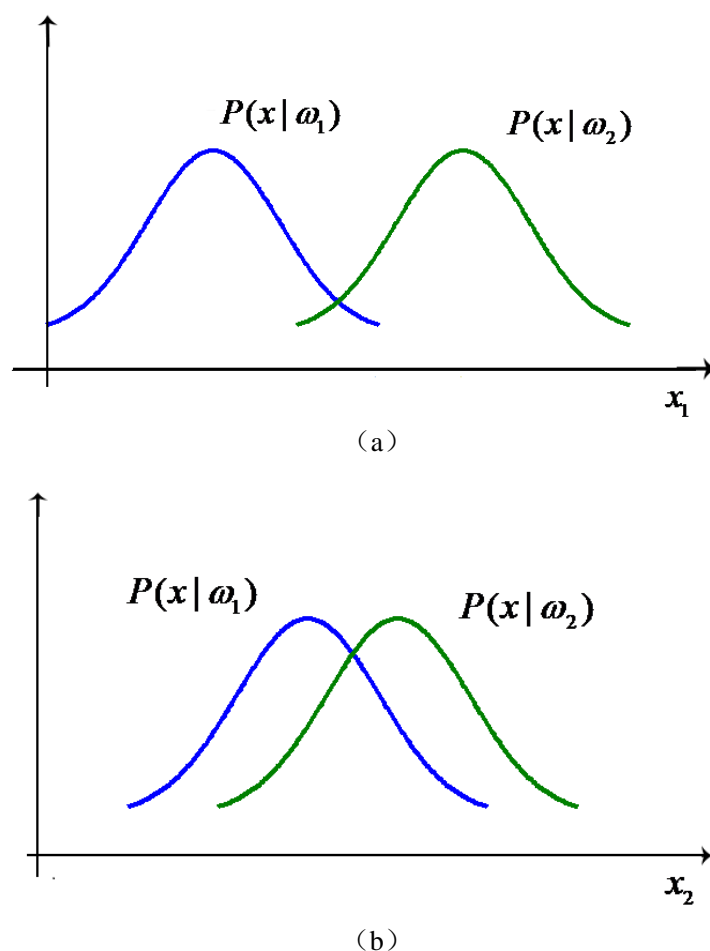 P(x | ω₁)
P(x | ω₂)
x₁
（a）
P(x | ω₁)
P(x | ω₂)
x₂
（b）